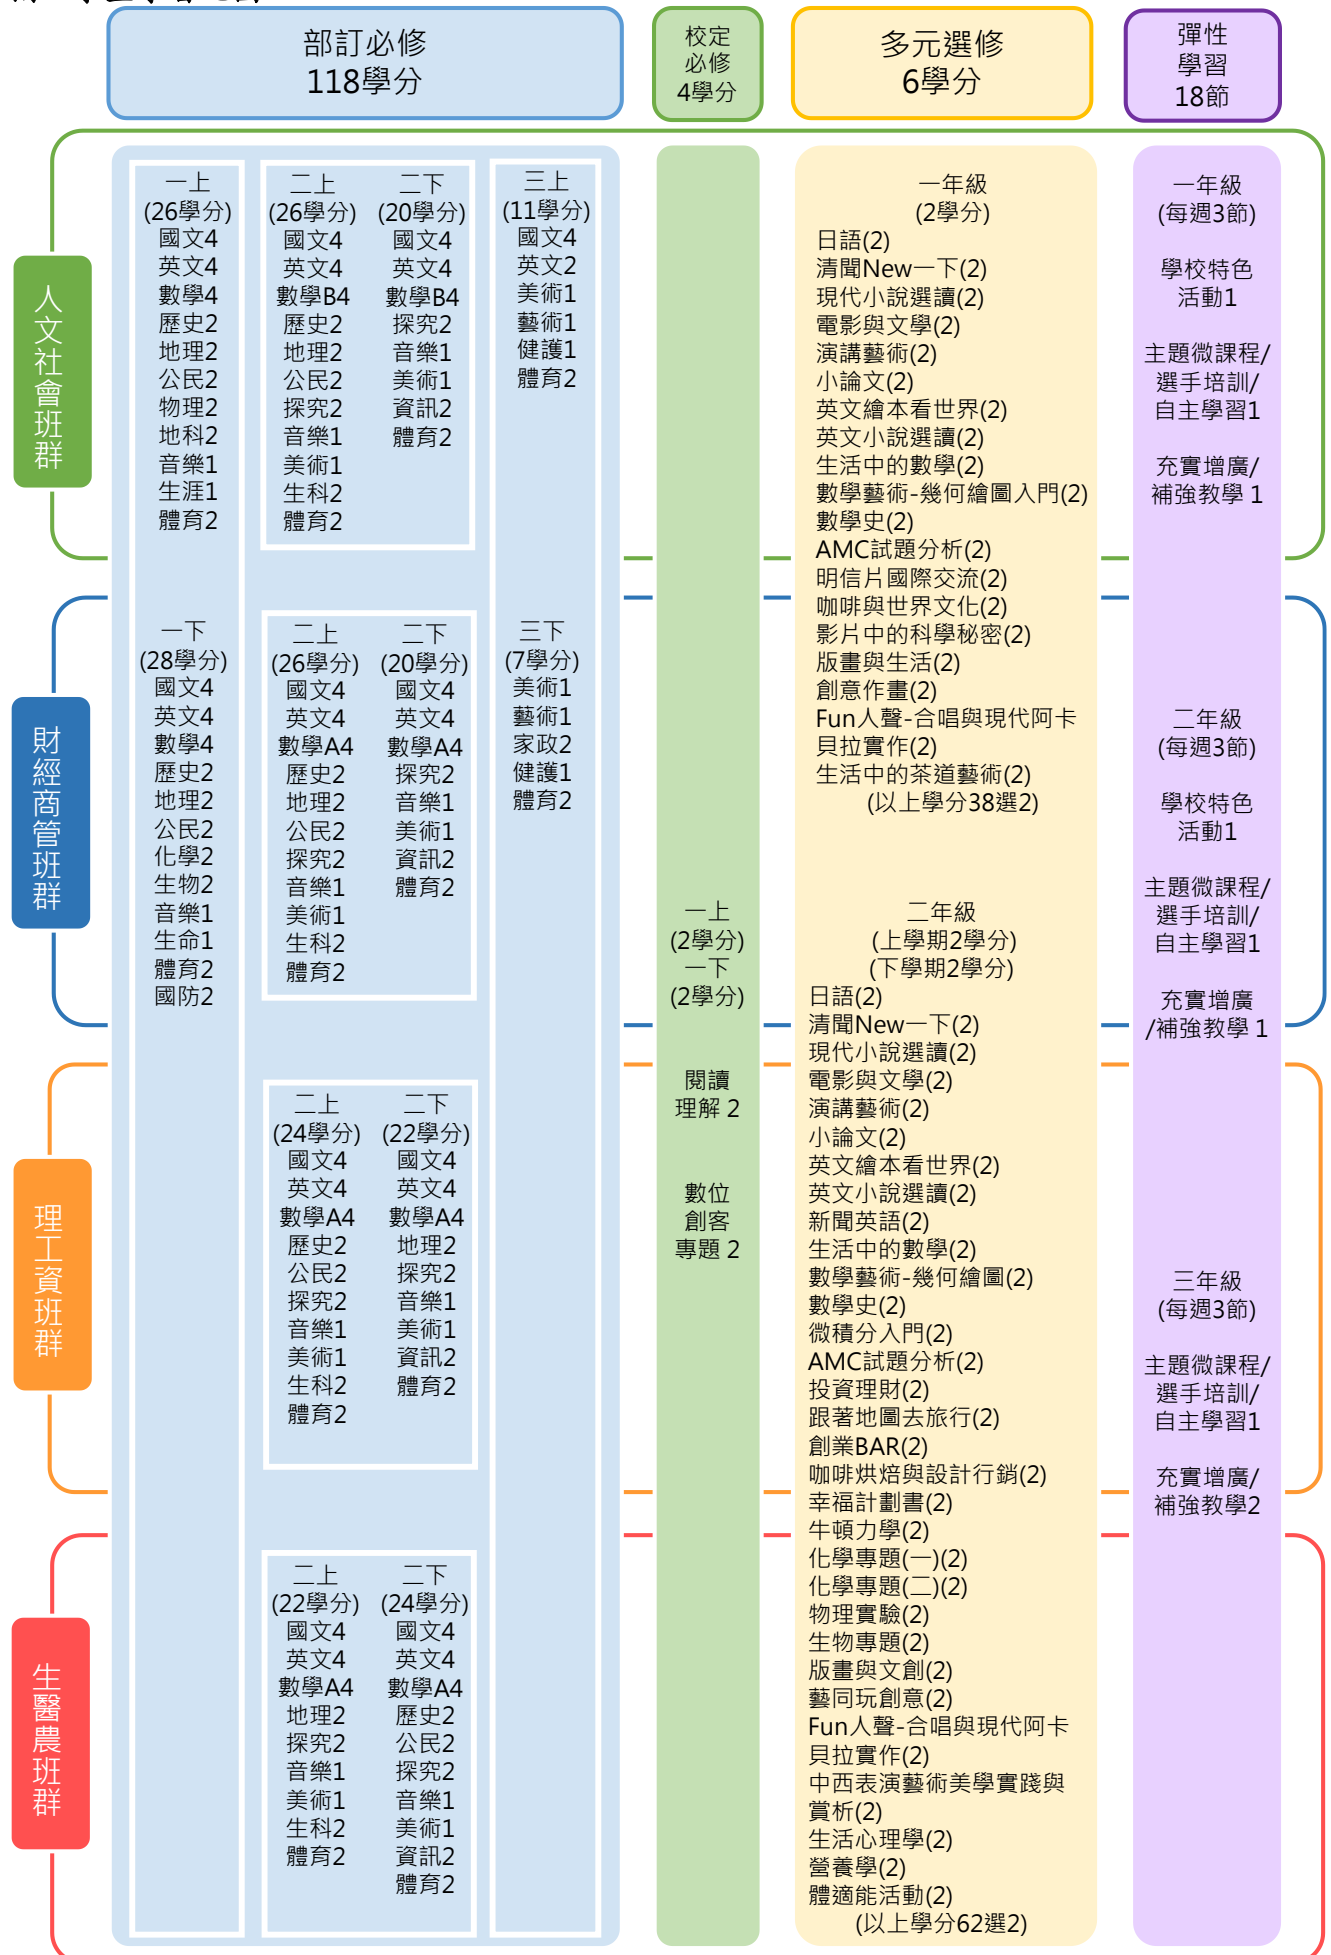 部訂必修
118學分
校定
必修
4學分
多元選修
6學分
彈性
學習
18節
人文社會班群
財經商管班群
理工資班群
生醫農班群
一上
(26學分)
國文4
英文4
數學4
歷史2
地理2
公民2
物理2
地科2
音樂1
生涯1
體育2
一下
(28學分)
國文4
英文4
數學4
歷史2
地理2
公民2
化學2
生物2
音樂1
生命1
體育2
國防2
二上
(26學分)
國文4
英文4
數學B4
歷史2
地理2
公民2
探究2
音樂1
美術1
生科2
體育2
二下
(20學分)
國文4
英文4
數學B4
探究2
音樂1
美術1
資訊2
體育2
二上
(26學分)
國文4
英文4
數學A4
歷史2
地理2
公民2
探究2
音樂1
美術1
生科2
體育2
二下
(20學分)
國文4
英文4
數學A4
探究2
音樂1
美術1
資訊2
體育2
二上
(24學分)
國文4
英文4
數學A4
歷史2
公民2
探究2
音樂1
美術1
生科2
體育2
二下
(22學分)
國文4
英文4
數學A4
地理2
探究2
音樂1
美術1
資訊2
體育2
二上
(22學分)
國文4
英文4
數學A4
地理2
探究2
音樂1
美術1
生科2
體育2
二下
(24學分)
國文4
英文4
數學A4
歷史2
公民2
探究2
音樂1
美術1
資訊2
體育2
三上
(11學分)
國文4
英文2
美術1
藝術1
健護1
體育2
三下
(7學分)
美術1
藝術1
家政2
健護1
體育2
一上
(2學分)
一下
(2學分)
閱讀
理解 2
數位
創客
專題 2
一年級
(2學分)
日語(2)
清聞New一下(2)
現代小說選讀(2)
電影與文學(2)
演講藝術(2)
小論文(2)
英文繪本看世界(2)
英文小說選讀(2)
生活中的數學(2)
數學藝術-幾何繪圖入門(2)
數學史(2)
AMC試題分析(2)
明信片國際交流(2)
咖啡與世界文化(2)
影片中的科學秘密(2)
版畫與生活(2)
創意作畫(2)
Fun人聲-合唱與現代阿卡
貝拉實作(2)
生活中的茶道藝術(2)
(以上學分38選2)
二年級
(上學期2學分)
(下學期2學分)
日語(2)
清聞New一下(2)
現代小說選讀(2)
電影與文學(2)
演講藝術(2)
小論文(2)
英文繪本看世界(2)
英文小說選讀(2)
新聞英語(2)
生活中的數學(2)
數學藝術-幾何繪圖(2)
數學史(2)
微積分入門(2)
AMC試題分析(2)
投資理財(2)
跟著地圖去旅行(2)
創業BAR(2)
咖啡烘焙與設計行銷(2)
幸福計劃書(2)
牛頓力學(2)
化學專題(一)(2)
化學專題(二)(2)
物理實驗(2)
生物專題(2)
版畫與文創(2)
藝同玩創意(2)
Fun人聲-合唱與現代阿卡
貝拉實作(2)
中西表演藝術美學實踐與
賞析(2)
生活心理學(2)
營養學(2)
體適能活動(2)
(以上學分62選2)
一年級
(每週3節)
學校特色
活動1
主題微課程/
選手培訓/
自主學習1
充實增廣/
補強教學 1
二年級
(每週3節)
學校特色
活動1
主題微課程/
選手培訓/
自主學習1
充實增廣
/補強教學 1
三年級
(每週3節)
主題微課程/
選手培訓/
自主學習1
充實增廣/
補強教學2